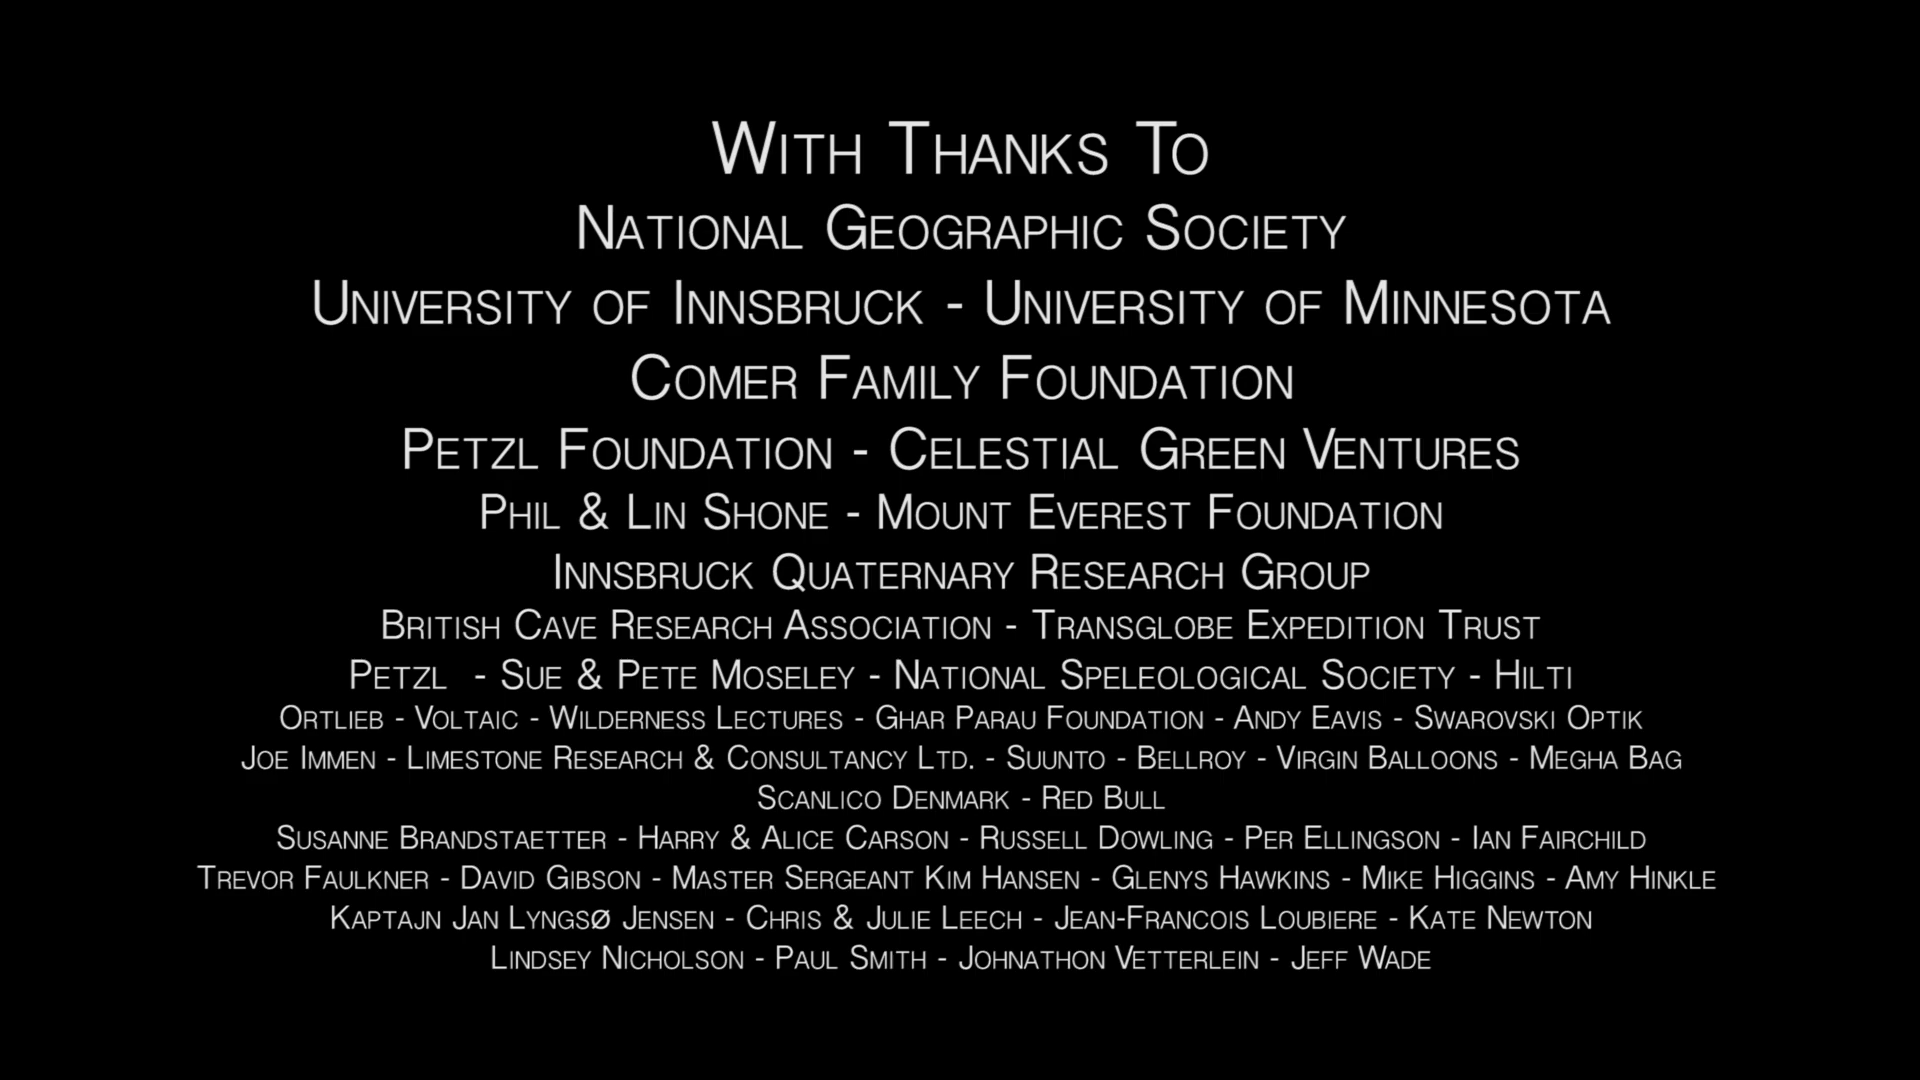 With Thanks To
National Geographic Society
University of Innsbruck - University of Minnesota
Comer Family Foundation
Petzl Foundation - Celestial Green Ventures
Phil & Lin Shone - Mount Everest Foundation
Innsbruck Quaternary Research Group
British Cave Research Association - Transglobe Expedition Trust
Petzl - Sue & Pete Moseley - National Speleological Society - Hilti
Ortlieb - Voltaic - Wilderness Lectures - Ghar Parau Foundation - Andy Eavis - Swarovski Optik
Joe Immen - Limestone Research & Consultancy Ltd. - Suunto - Bellroy - Virgin Balloons - Megha Bag
Scanlico Denmark - Red Bull
Susanne Brandstaetter - Harry & Alice Carson - Russell Dowling - Per Ellingson - Ian Fairchild
Trevor Faulkner - David Gibson - Master Sergeant Kim Hansen - Glenys Hawkins - Mike Higgins - Amy Hinkle
Kaptajn Jan Lyngsø Jensen - Chris & Julie Leech - Jean-Francois Loubiere - Kate Newton
Lindsey Nicholson - Paul Smith - Johnathon Vetterlein - Jeff Wade